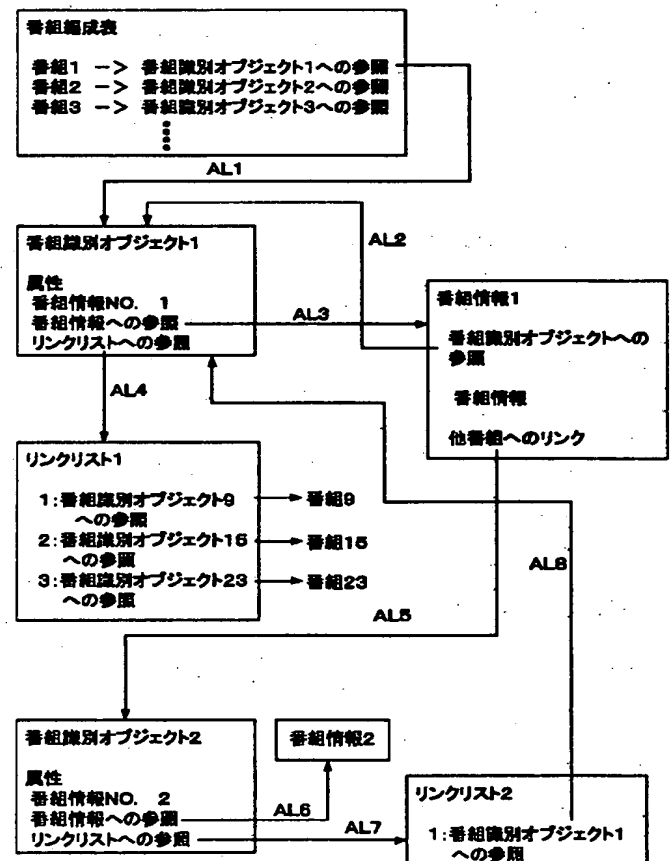 番組編成表
番組1 ー> 番組識別オブジェクト1への参照
番組2 ー> 番組識別オブジェクト2への参照
番組3 ー> 番組識別オブジェクト3への参照
AL1
番組識別オブジェクト1
属性
番組情報NO. 1
番組情報への参照
リンクリストへの参照
AL2
AL3
番組情報1
番組識別オブジェクトへの
参照
番組情報
他番組へのリンク
AL4
リンクリスト1
1:番組識別オブジェクト9
への参照
番組9
2:番組識別オブジェクト16
への参照
番組16
3:番組識別オブジェクト23
への参照
番組23
AL8
AL5
番組識別オブジェクト2
属性
番組情報NO. 2
番組情報への参照
リンクリストへの参照
番組情報2
AL6
AL7
リンクリスト2
1:番組識別オブジェクト1
への参照